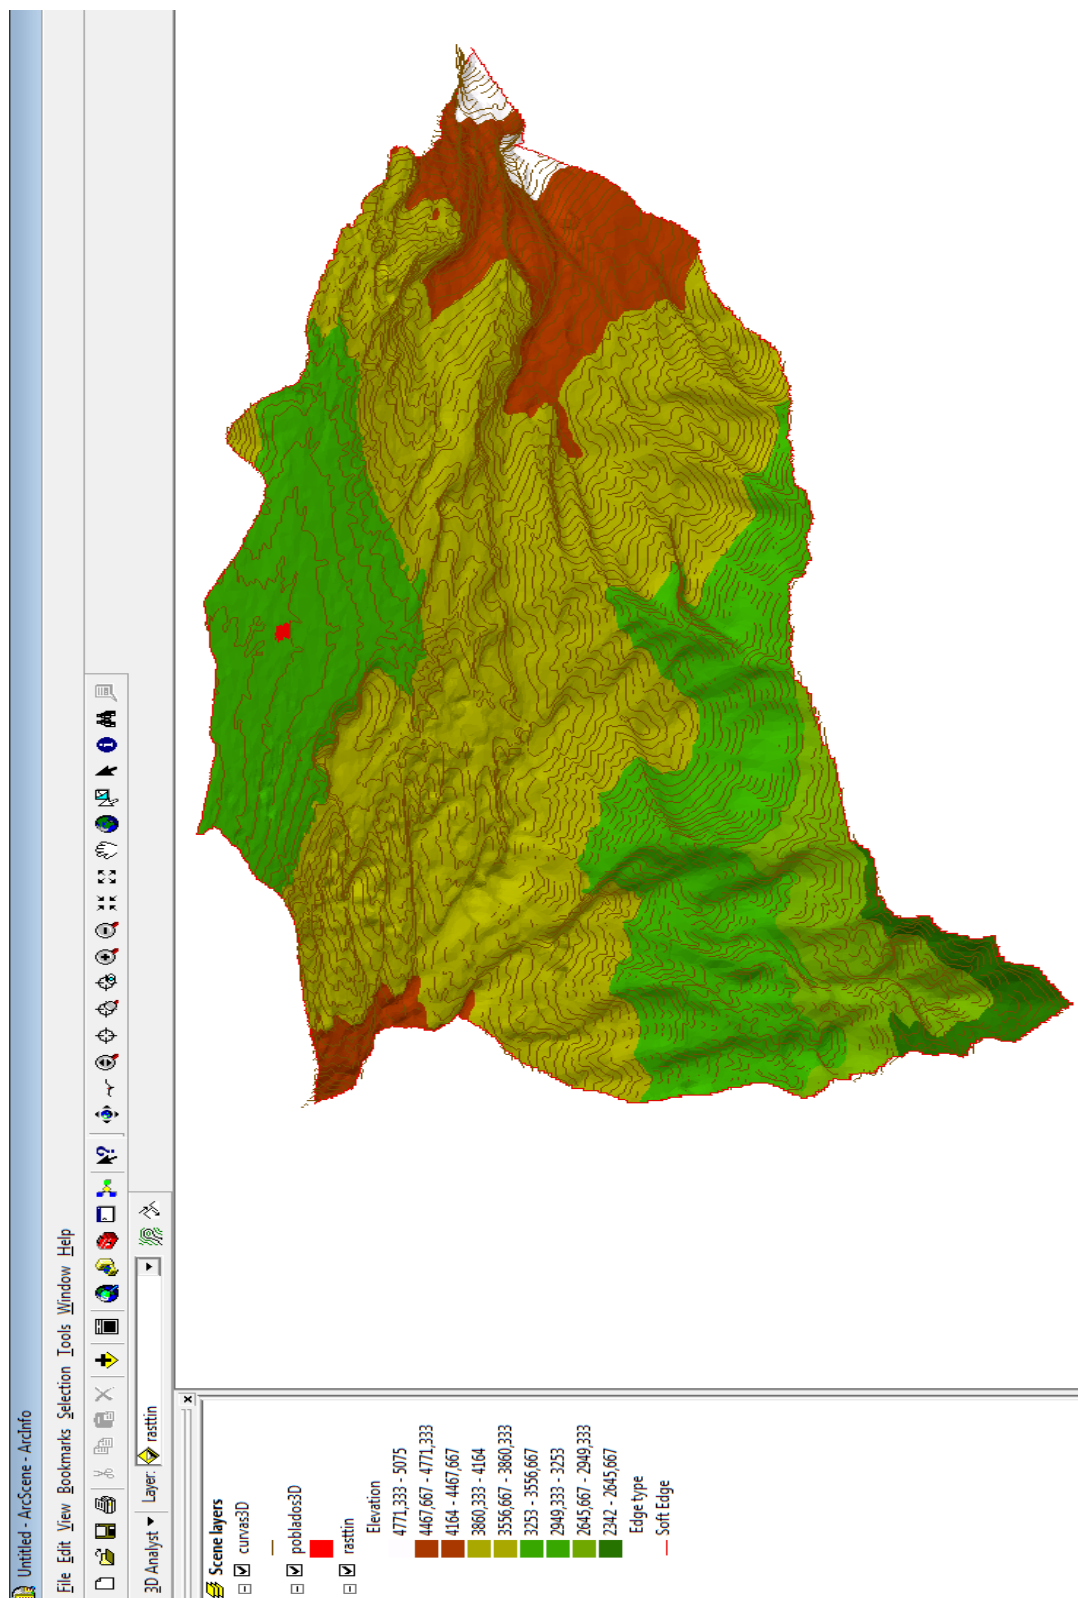 Untitled - ArcScene - ArcInfo
File Edit View Bookmarks Selection Tools Window Help
3D Analyst Layer: rasttin
Scene layers
curvas3D
poblados3D
rasttin
Elevation
4771,333 - 5075
4467,667 - 4771,333
4164 - 4467,667
3860,333 - 4164
3556,667 - 3860,333
3253 - 3556,667
2949,333 - 3253
2645,667 - 2949,333
2342 - 2645,667
Edge type
Soft Edge